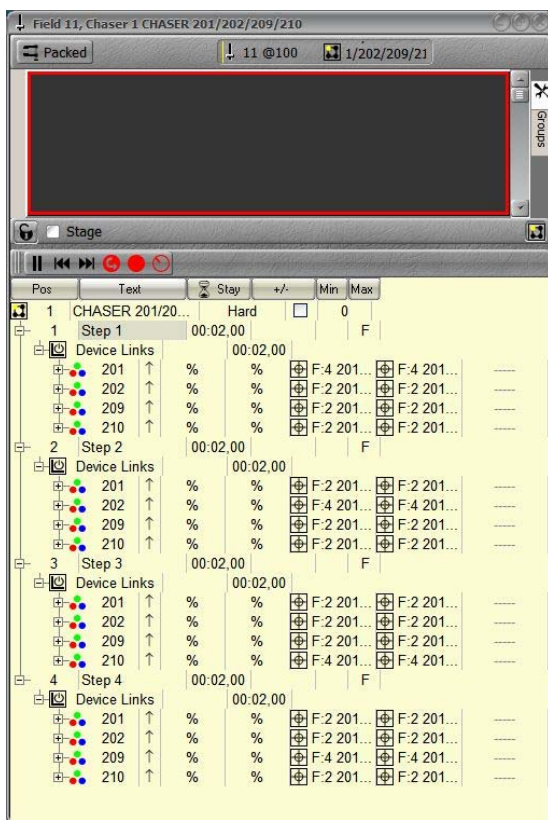 Field 11, Chaser 1 CHASER 201/202/209/210
Packed 11 @100 1/202/209/21
Groups
Stage
Pos Text Stay +/- Min Max
1 CHASER 201/20... Hard 0
1 Step 1 00:02,00 F
Device Links 00:02,00
201 ↑ % % F:4 201... F:4 201... -----
202 ↑ % % F:2 201... F:2 201... -----
209 ↑ % % F:2 201... F:2 201... -----
210 ↑ % % F:2 201... F:2 201... -----
2 Step 2 00:02,00 F
Device Links 00:02,00
201 ↑ % % F:2 201... F:2 201... -----
202 ↑ % % F:4 201... F:4 201... -----
209 ↑ % % F:2 201... F:2 201... -----
210 ↑ % % F:2 201... F:2 201... -----
3 Step 3 00:02,00 F
Device Links 00:02,00
201 ↑ % % F:2 201... F:2 201... -----
202 ↑ % % F:2 201... F:2 201... -----
209 ↑ % % F:2 201... F:2 201... -----
210 ↑ % % F:4 201... F:4 201... -----
4 Step 4 00:02,00 F
Device Links 00:02,00
201 ↑ % % F:2 201... F:2 201... -----
202 ↑ % % F:2 201... F:2 201... -----
209 ↑ % % F:4 201... F:4 201... -----
210 ↑ % % F:2 201... F:2 201... -----